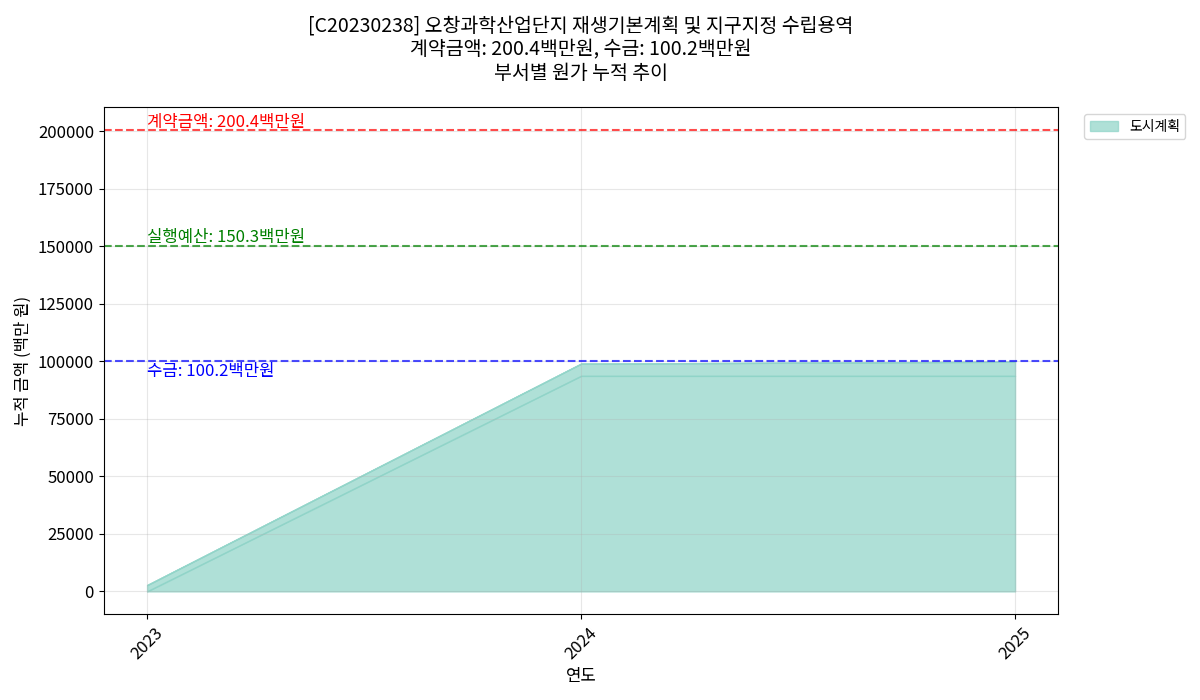 [C20230238] 오창과학산업단지 재생기본계획 및 지구지정 수립용역
계약금액: 200.4백만원, 수금: 100.2백만원
부서별 원가 누적 추이
계약금액: 200.4백만원
실행예산: 150.3백만원
수금: 100.2백만원
도시계획
누적 금액 (백만 원)
200000
175000
150000
125000
100000
75000
50000
25000
0
2023
2024
2025
연도